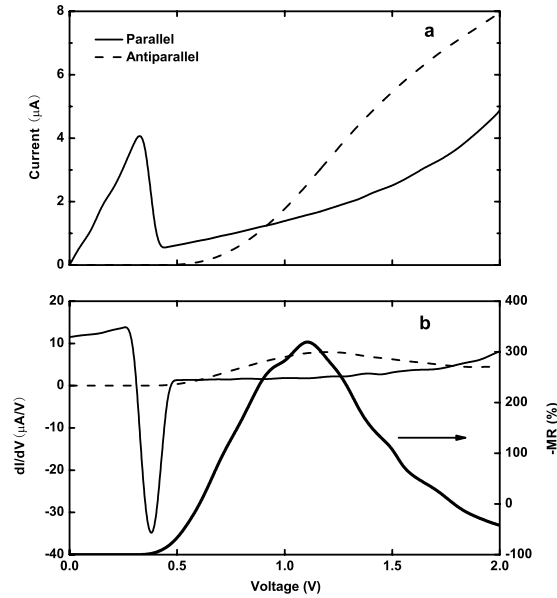 8
6
4
2
0
Current (μA)
Parallel
Antiparallel
a
20
10
0
-10
-20
-30
-40
dI/dV(μA/V)
b
400
300
200
100
0
-100
-MR (%)
0.0 0.5 1.0 1.5 2.0
Voltage (V)